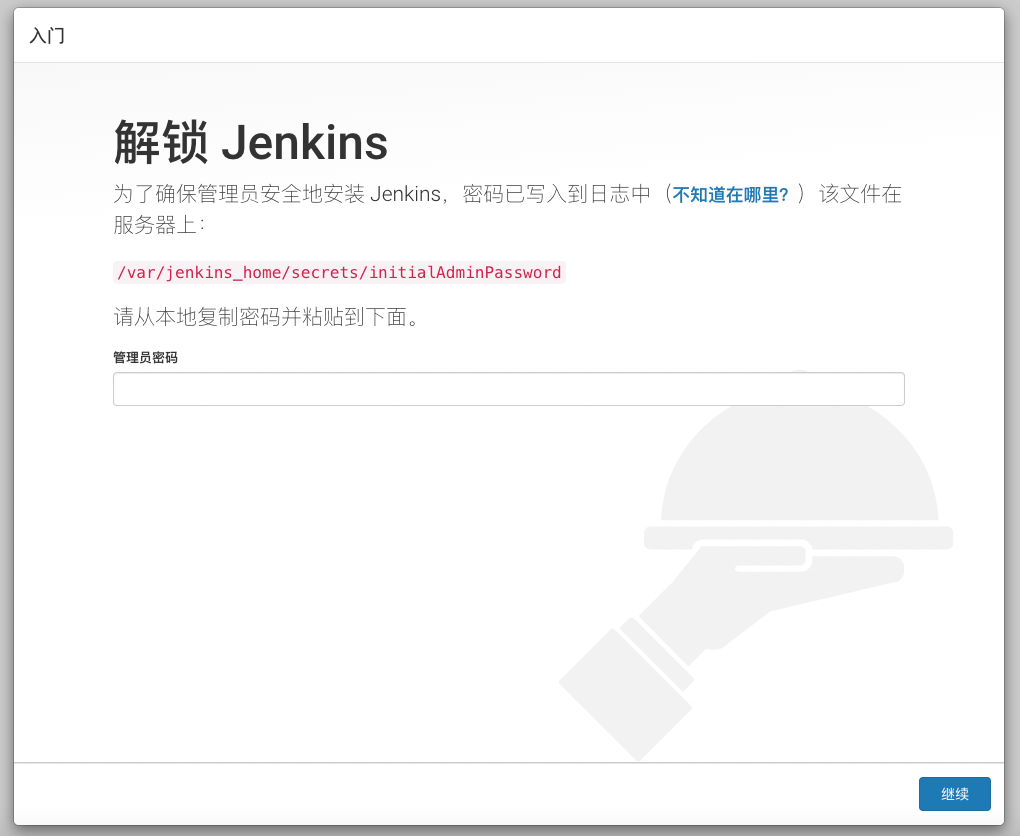 入门
解锁 Jenkins
为了确保管理员安全地安装 Jenkins，密码已写入到日志中（不知道在哪里？）该文件在
服务器上：
/var/jenkins_home/secrets/initialAdminPassword
请从本地复制密码并粘贴到下面。
管理员密码
继续